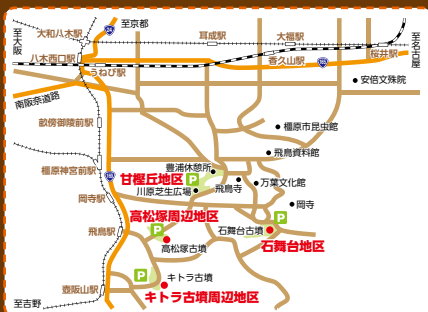 至京都
至大阪
大和八木駅
耳成駅
大福駅
至名古屋
24
八木西口駅
香久山駅
165
桜井駅
うねび駅
安倍文殊院
南阪奈道路
畝傍御陵前駅
橿原市昆虫館
飛鳥資料館
豊浦休憩所
橿原神宮前駅
169
甘樫丘地区
P
飛鳥寺
万葉文化館
川原芝生広場
岡寺駅
岡寺
高松塚周辺地区
P
P
石舞台古墳
飛鳥駅
石舞台地区
高松塚古墳
P
キトラ古墳
壺阪山駅
キトラ古墳周辺地区
至吉野